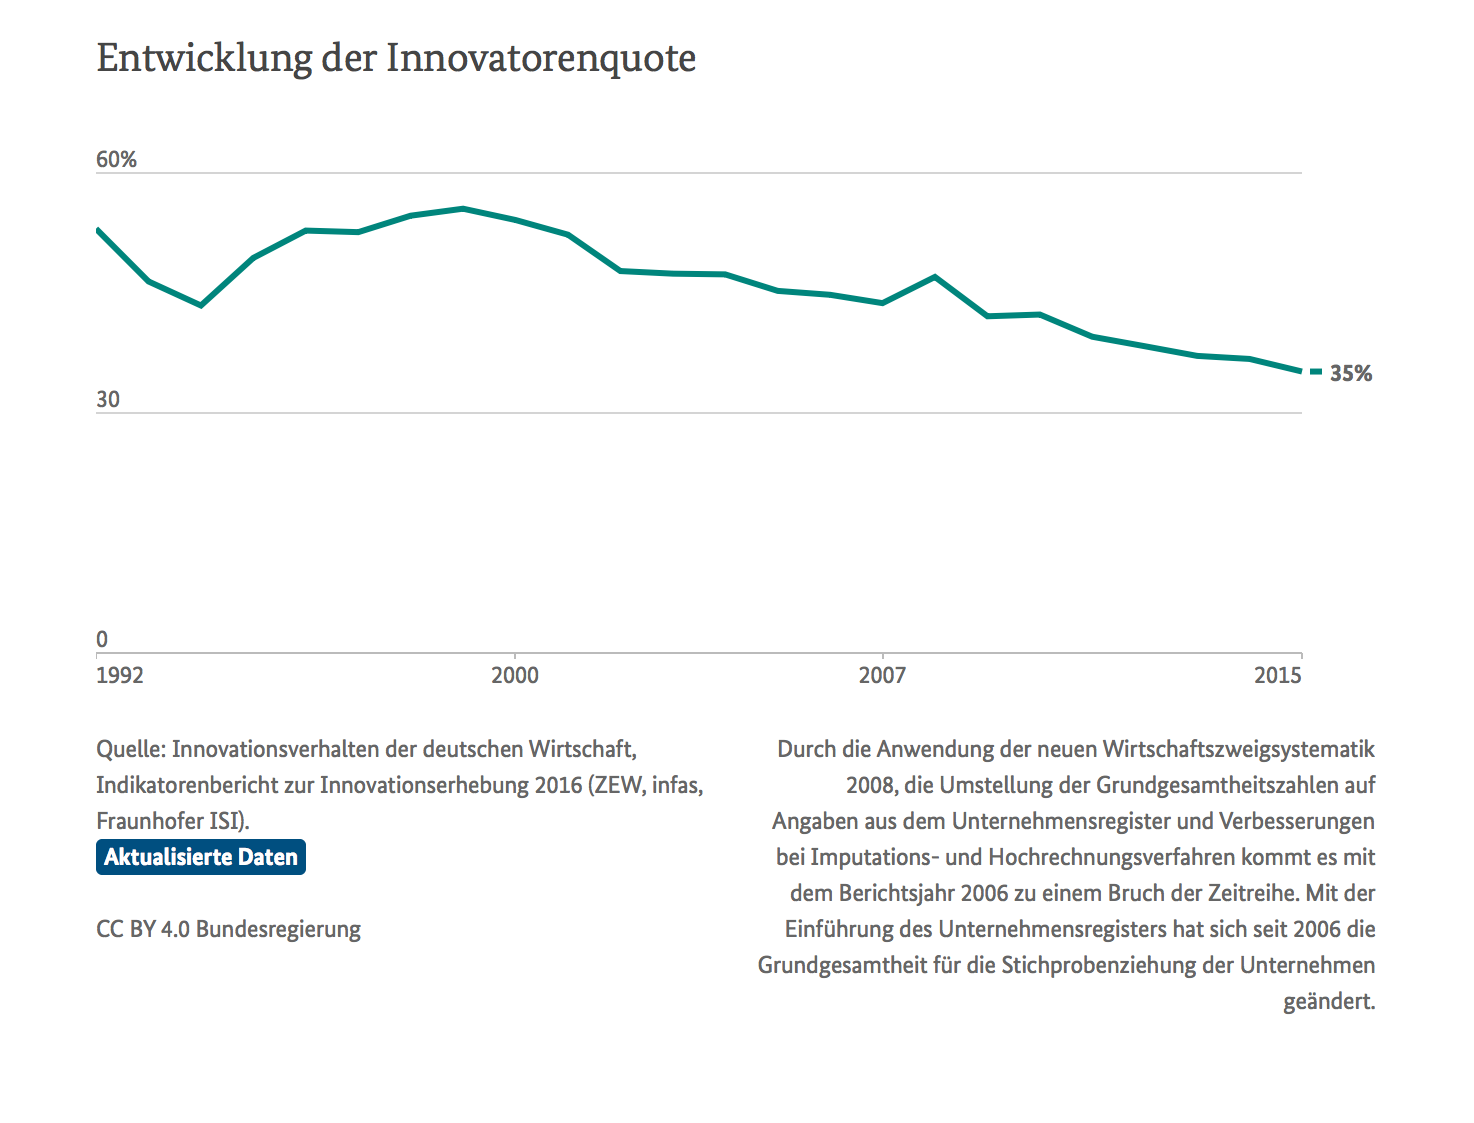 Entwicklung der Innovatorenquote
60%
35%
30
0
1992
2000
2007
2015
Quelle: Innovationsverhalten der deutschen Wirtschaft,
Indikatorenbericht zur Innovationserhebung 2016 (ZEW, infas,
Fraunhofer ISI).
Aktualisierte Daten
CC BY 4.0 Bundesregierung
Durch die Anwendung der neuen Wirtschaftszweigsystematik
2008, die Umstellung der Grundgesamtheitszahlen auf
Angaben aus dem Unternehmensregister und Verbesserungen
bei Imputations- und Hochrechnungsverfahren kommt es mit
dem Berichtsjahr 2006 zu einem Bruch der Zeitreihe. Mit der
Einführung des Unternehmensregisters hat sich seit 2006 die
Grundgesamtheit für die Stichprobenziehung der Unternehmen
geändert.